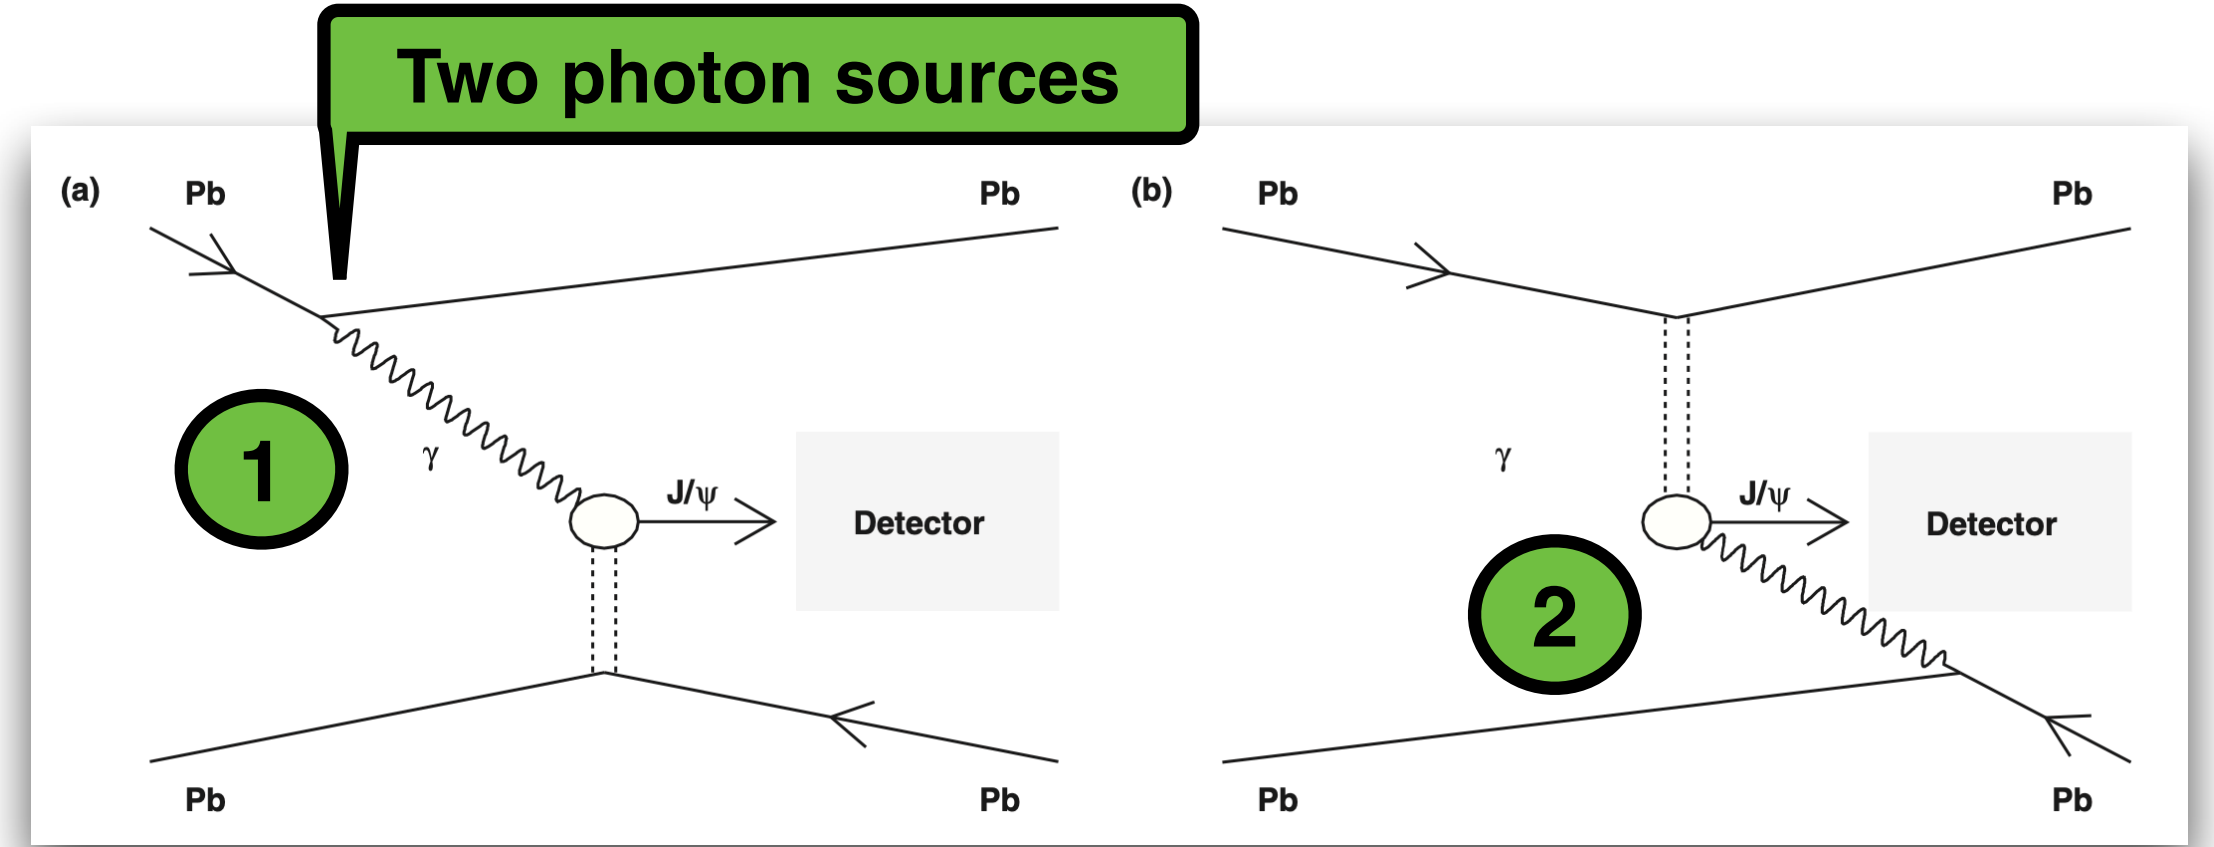 Two photon sources
(a) Pb Pb
γ
1
J/ψ
Detector
Pb Pb
(b) Pb Pb
γ
J/ψ
Detector
2
Pb Pb